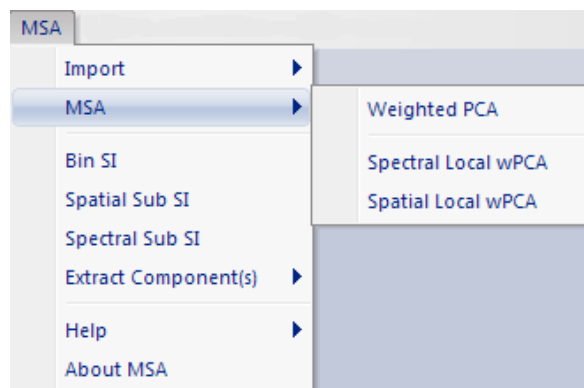 MSA
Import
MSA
Weighted PCA
Bin SI
Spectral Local wPCA
Spatial Sub SI
Spatial Local wPCA
Spectral Sub SI
Extract Component(s)
Help
About MSA